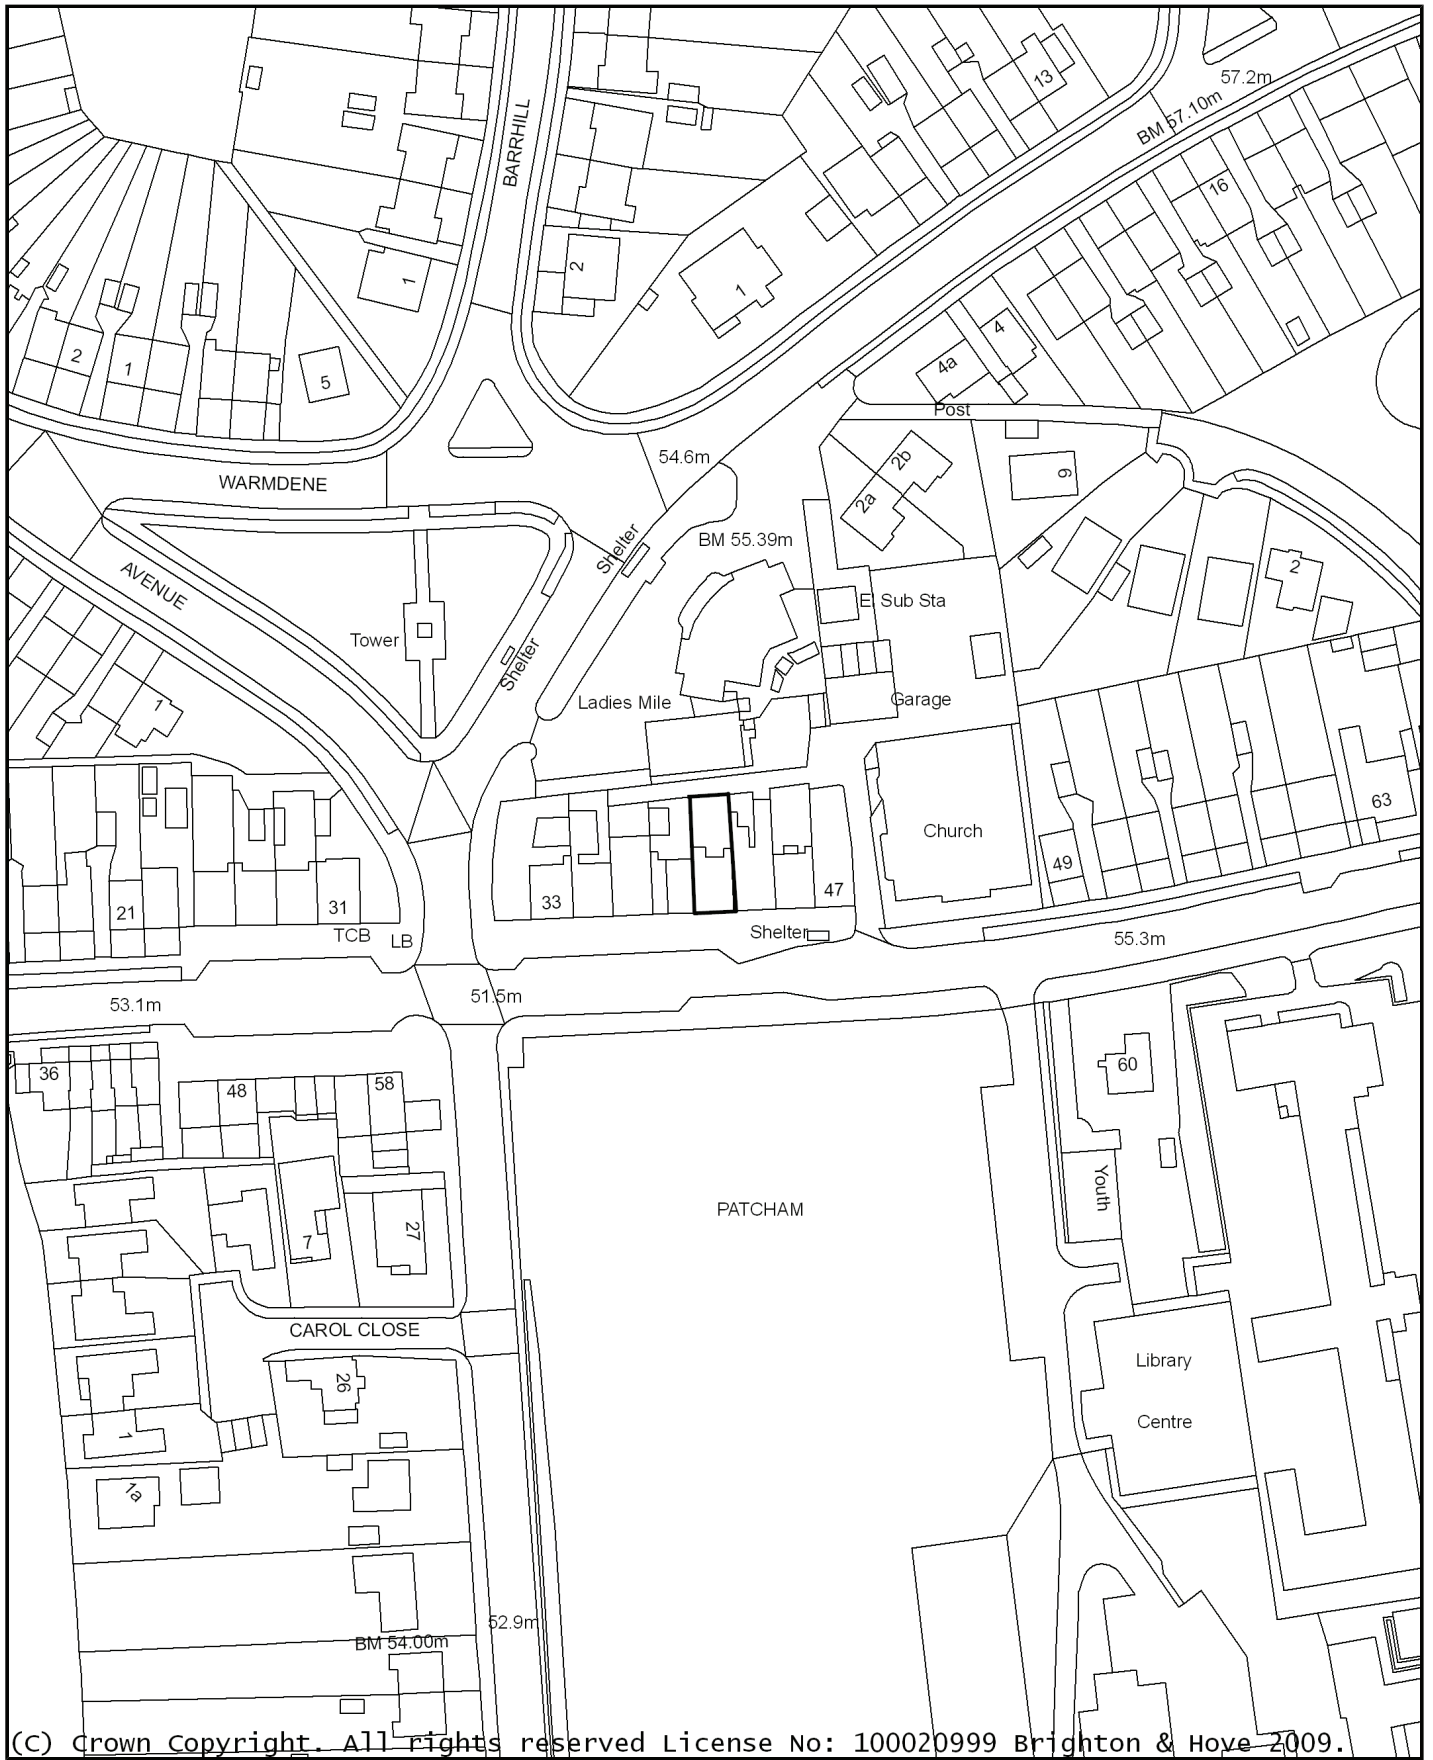 13
57.2m
BM 57.10m
BARRHILL
16
2
1
1
4
4a
2
1
5
Post
54.6m
2b
9
WARMDENE
2a
Shelter
BM 55.39m
2
AVENUE
El Sub Sta
Tower
Shelter
1
Ladies Mile
Garage
63
Church
49
33
47
21
31
TCB
LB
Shelter
55.3m
53.1m
51.5m
36
48
58
60
Youth
PATCHAM
7
27
CAROL CLOSE
Library
26
Centre
1
1a
52.9m
BM 54.00m
(C) Crown Copyright. All rights reserved License No: 100020999 Brighton & Hove 2009.